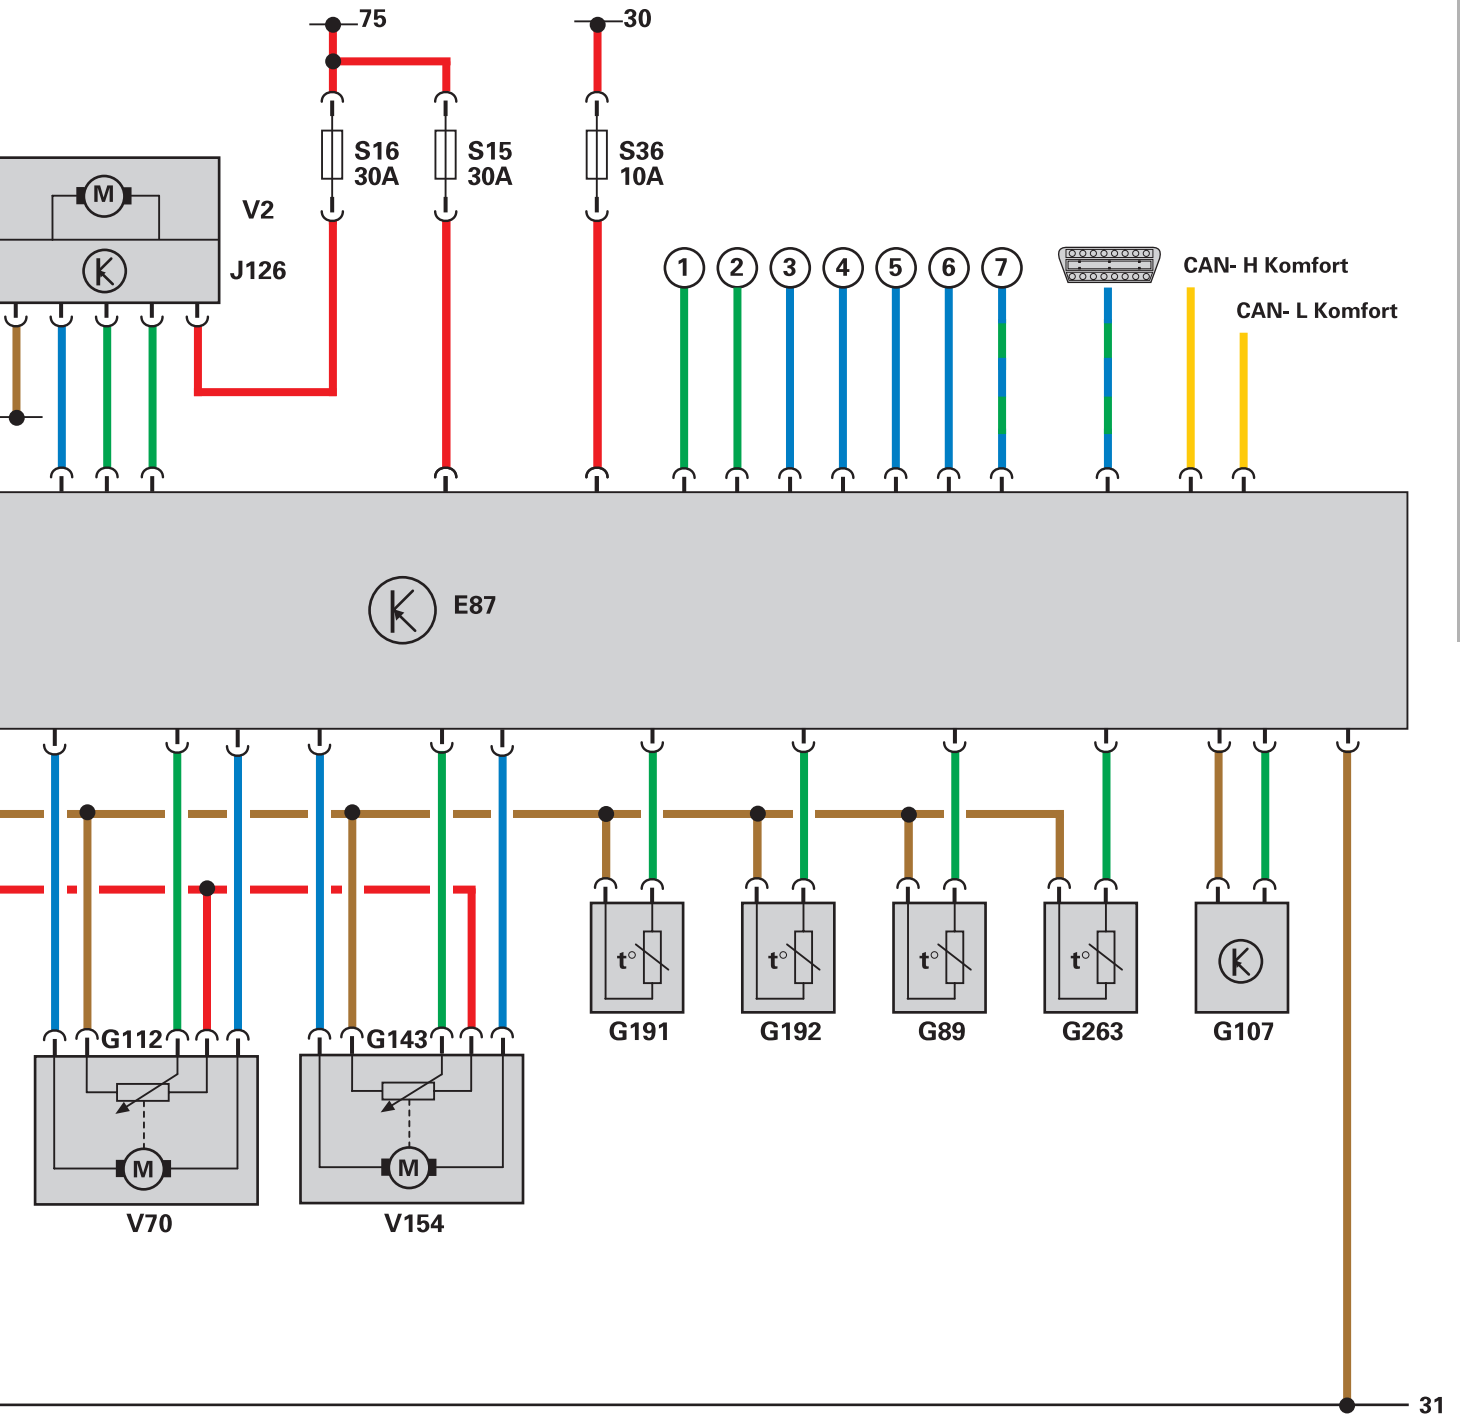 75
30
S16
30A
S15
30A
S36
10A
M
V2
J126
1
2
3
4
5
6
7
CAN- H Komfort
CAN- L Komfort
E87
t°
t°
t°
t°
G191
G192
G89
G263
G107
G112
G143
M
M
V70
V154
31